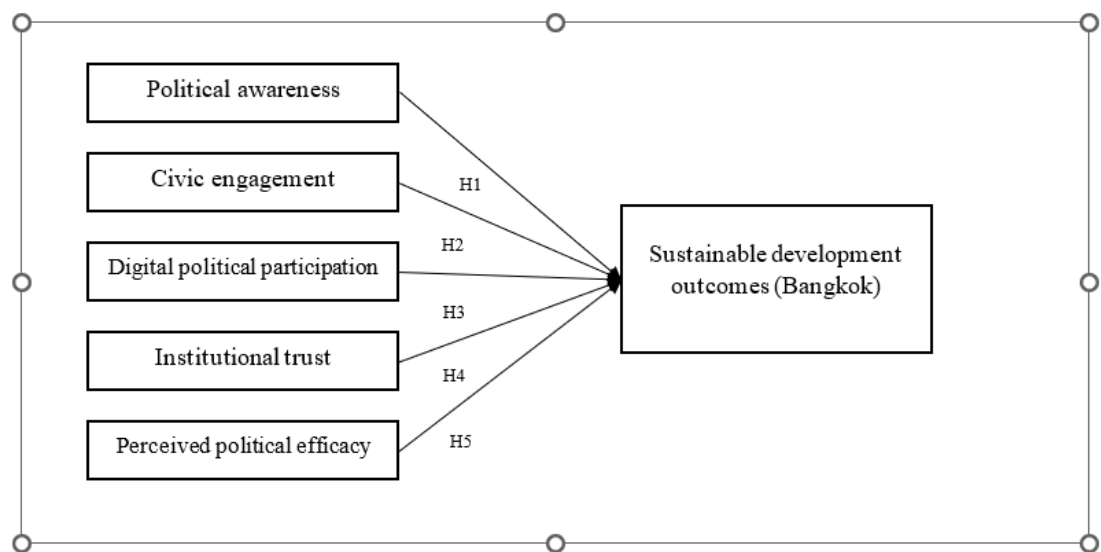 Political awareness
Civic engagement
Digital political participation
Institutional trust
Perceived political efficacy
H1
H2
H3
H4
H5
Sustainable development
outcomes (Bangkok)